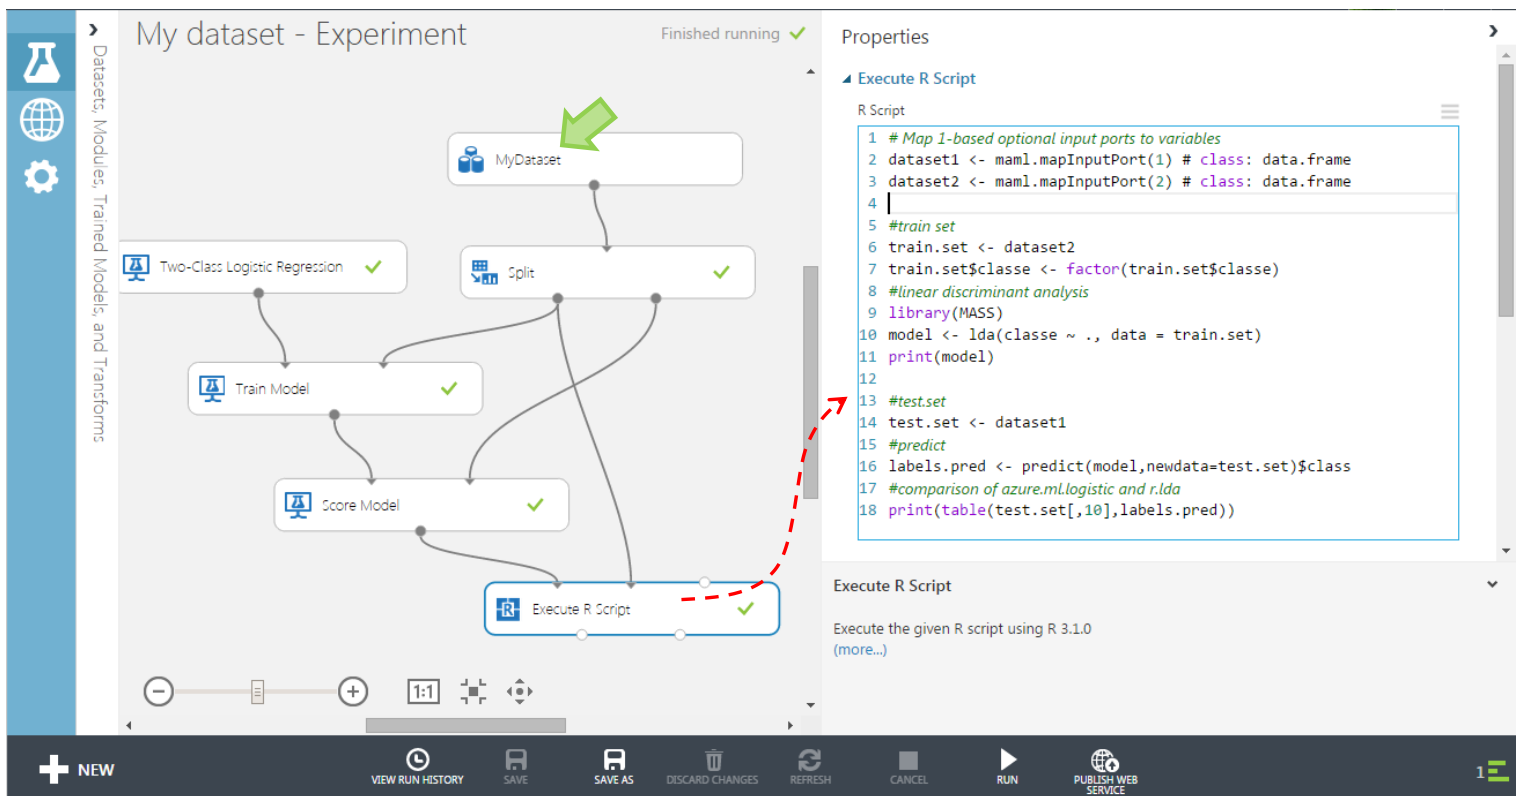 My dataset - Experiment
Finished running
Datasets, Modules, Trained Models, and Transforms
MyDataset
Two-Class Logistic Regression
Split
Train Model
Score Model
Execute R Script
1:1
Properties
Execute R Script
R Script
1 # Map 1-based optional input ports to variables
2 dataset1 <- maml.mapInputPort(1) # class: data.frame
3 dataset2 <- maml.mapInputPort(2) # class: data.frame
4
5 #train set
6 train.set <- dataset2
7 train.set$classe <- factor(train.set$classe)
8 #linear discriminant analysis
9 library(MASS)
10 model <- lda(classe ~ ., data = train.set)
11 print(model)
12
13 #test.set
14 test.set <- dataset1
15 #predict
16 labels.pred <- predict(model,newdata=test.set)$class
17 #comparison of azure.ml.logistic and r.lda
18 print(table(test.set[,10],labels.pred))
Execute R Script
Execute the given R script using R 3.1.0
(more...)
NEW
VIEW RUN HISTORY
SAVE
SAVE AS
DISCARD CHANGES
REFRESH
CANCEL
RUN
PUBLISH WEB
SERVICE
1